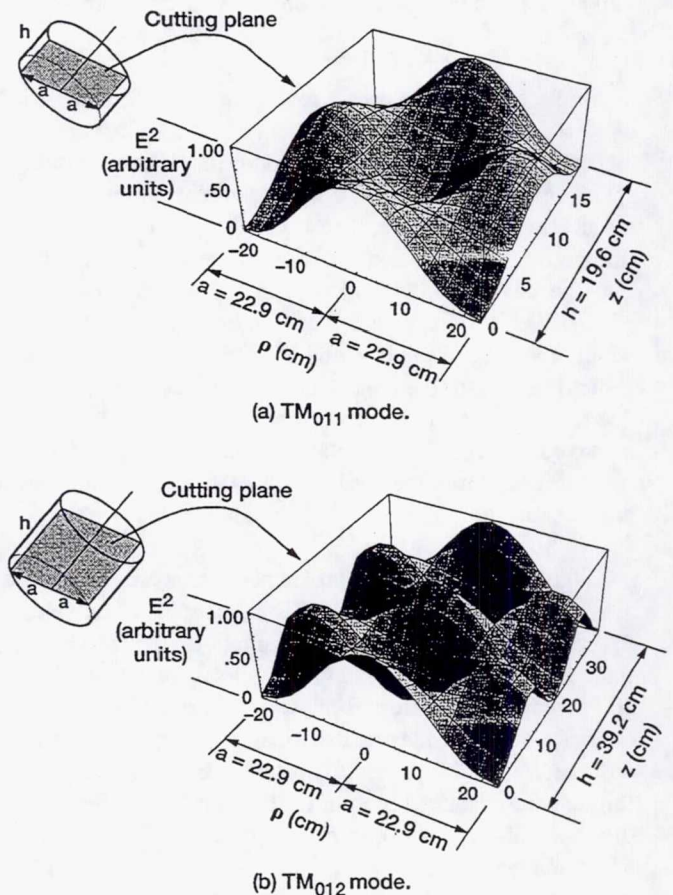 Cutting plane
h
a
a
E²
(arbitrary
units)
1.00
.50
0
–20
–10
0
10
20
0
5
10
15
a = 22.9 cm
a = 22.9 cm
ρ (cm)
h = 19.6 cm
z (cm)
(a) TM₀₁₁ mode.
Cutting plane
h
a
a
E²
(arbitrary
units)
1.00
.50
0
–20
–10
0
10
20
0
10
20
30
a = 22.9 cm
a = 22.9 cm
ρ (cm)
h = 39.2 cm
z (cm)
(b) TM₀₁₂ mode.